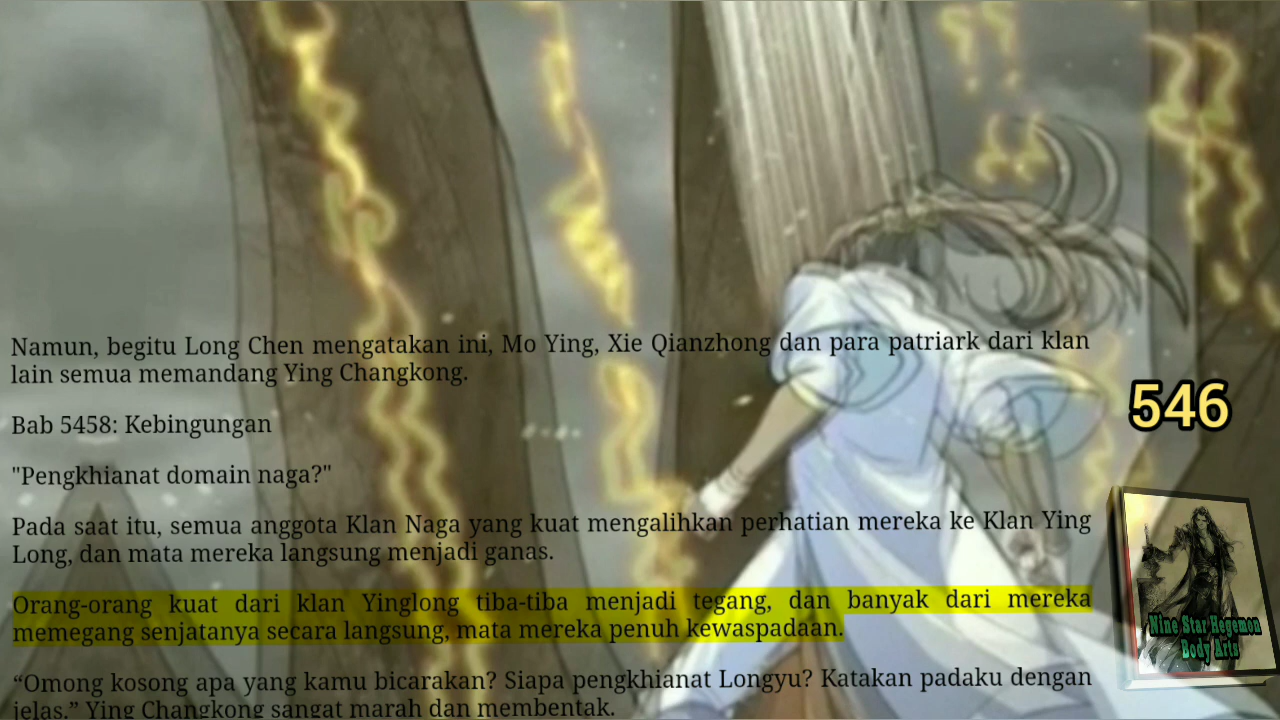 Namun, begitu Long Chen mengatakan ini, Mo Ying, Xie Qianzhong dan para patriark dari klan
lain semua memandang Ying Changkong.
Bab 5458: Kebingungan
"Pengkhianat domain naga?"
Pada saat itu, semua anggota Klan Naga yang kuat mengalihkan perhatian mereka ke Klan Ying
Long, dan mata mereka langsung menjadi ganas.
Orang-orang kuat dari klan Yinglong tiba-tiba menjadi tegang, dan banyak dari mereka
memegang senjatanya secara langsung, mata mereka penuh kewaspadaan.
“Omong kosong apa yang kamu bicarakan? Siapa pengkhianat Longyu? Katakan padaku dengan
jelas.” Ying Changkong sangat marah dan membentak.
546
Nine Star Hegemon
Body Arts